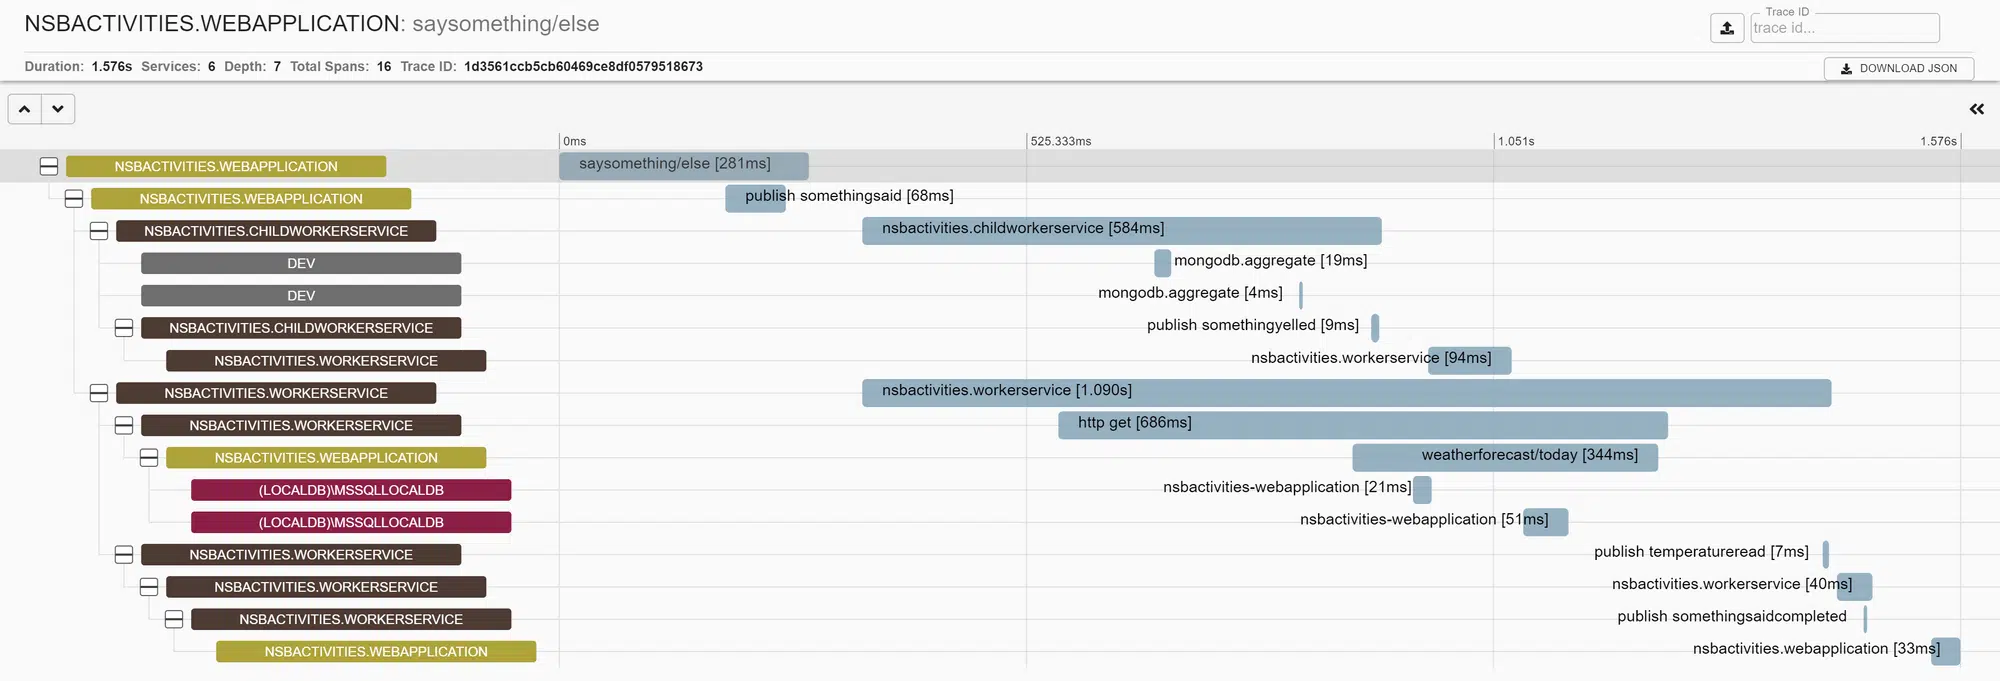 NSBACTIVITIES.WEBAPPLICATION: saysomething/else
Trace ID
trace id...
Duration: 1.576s Services: 6 Depth: 7 Total Spans: 16 Trace ID: 1d3561ccb5cb60469ce8df0579518673
DOWNLOAD JSON
0ms 525.333ms 1.051s 1.576s
NSBACTIVITIES.WEBAPPLICATION saysomething/else [281ms]
NSBACTIVITIES.WEBAPPLICATION publish somethingsaid [68ms]
NSBACTIVITIES.CHILDWORKERSERVICE nsbactivities.childworkerservice [584ms]
DEV mongodb.aggregate [19ms]
DEV mongodb.aggregate [4ms]
NSBACTIVITIES.CHILDWORKERSERVICE publish somethingyelled [9ms]
NSBACTIVITIES.WORKERSERVICE nsbactivities.workerservice [94ms]
NSBACTIVITIES.WORKERSERVICE nsbactivities.workerservice [1.090s]
NSBACTIVITIES.WORKERSERVICE http get [686ms]
NSBACTIVITIES.WEBAPPLICATION weatherforecast/today [344ms]
(LOCALDB)\MSSQLLOCALDB nsbactivities-webapplication [21ms]
(LOCALDB)\MSSQLLOCALDB nsbactivities-webapplication [51ms]
NSBACTIVITIES.WORKERSERVICE publish temperatureread [7ms]
NSBACTIVITIES.WORKERSERVICE nsbactivities.workerservice [40ms]
NSBACTIVITIES.WORKERSERVICE publish somethingsaidcompleted
NSBACTIVITIES.WEBAPPLICATION nsbactivities.webapplication [33ms]